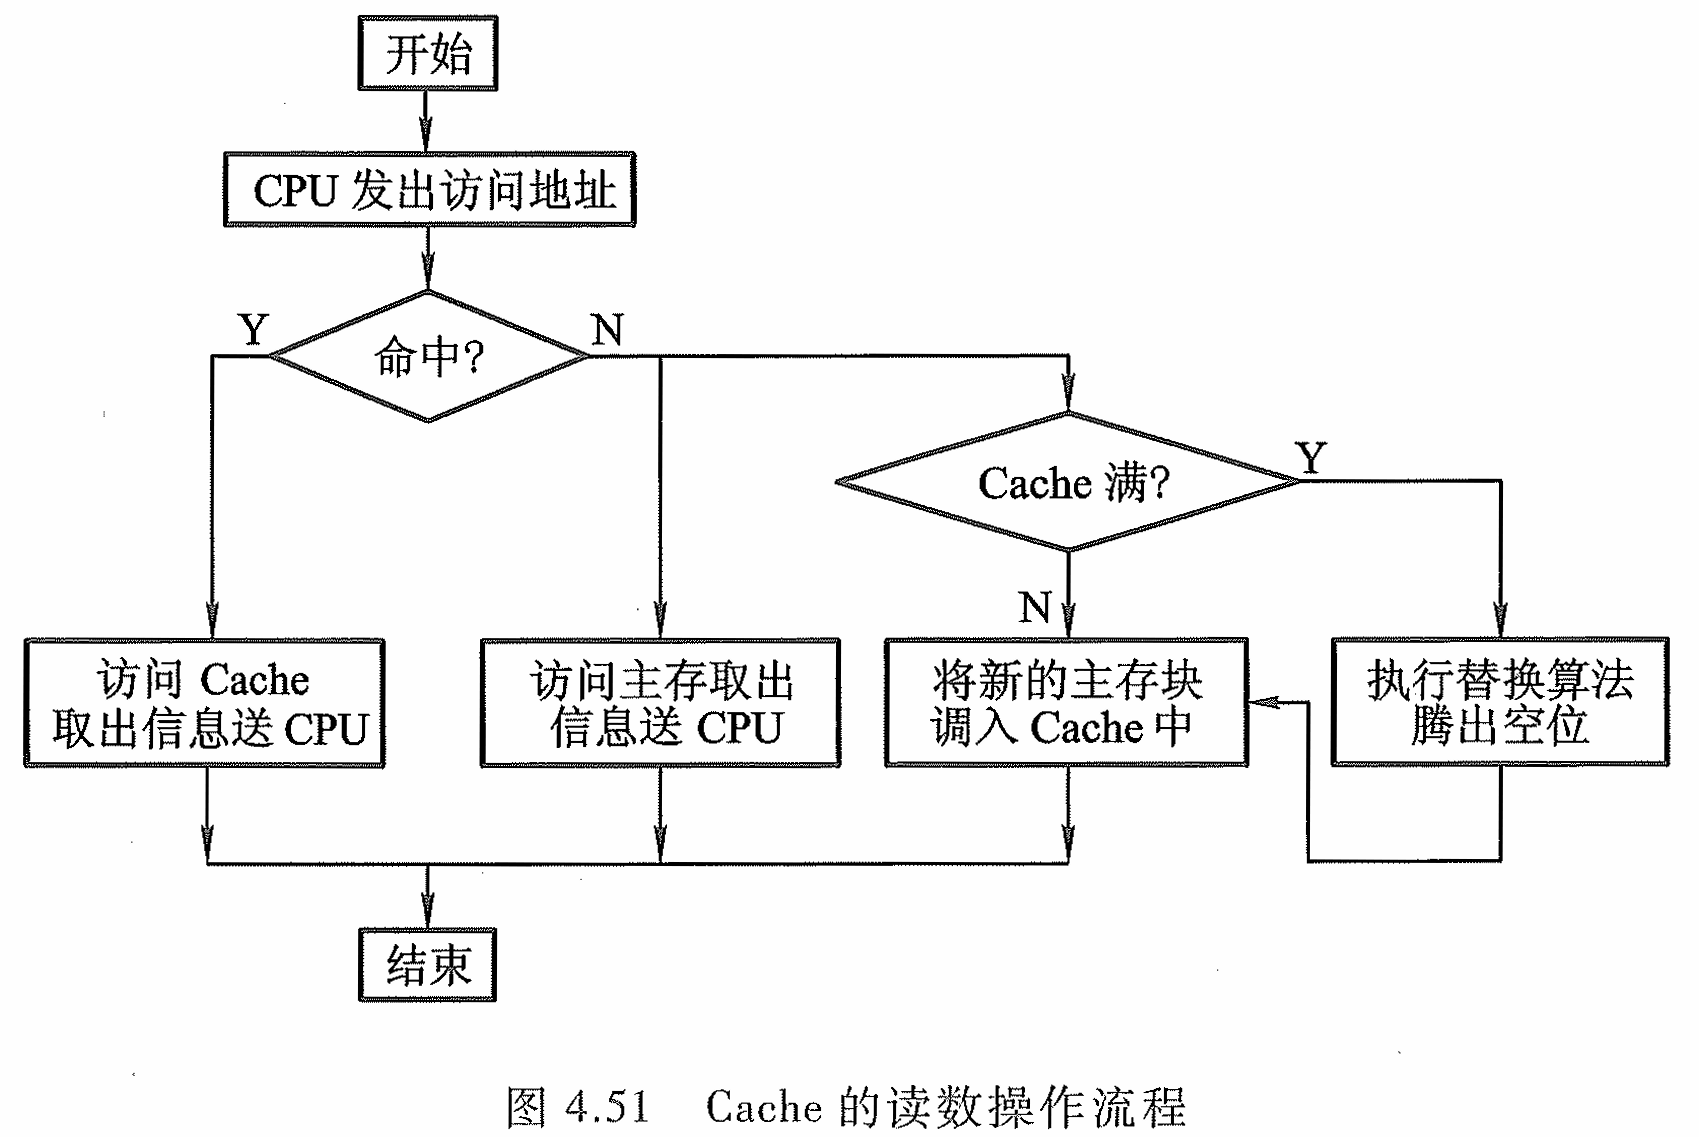 开始
CPU 发出访问地址
Y
命中?
N
Cache 满?
Y
N
访问 Cache
取出信息送 CPU
访问主存取出
信息送 CPU
将新的主存块
调入 Cache 中
执行替换算法
腾出空位
结束
图 4.51 Cache 的读数操作流程